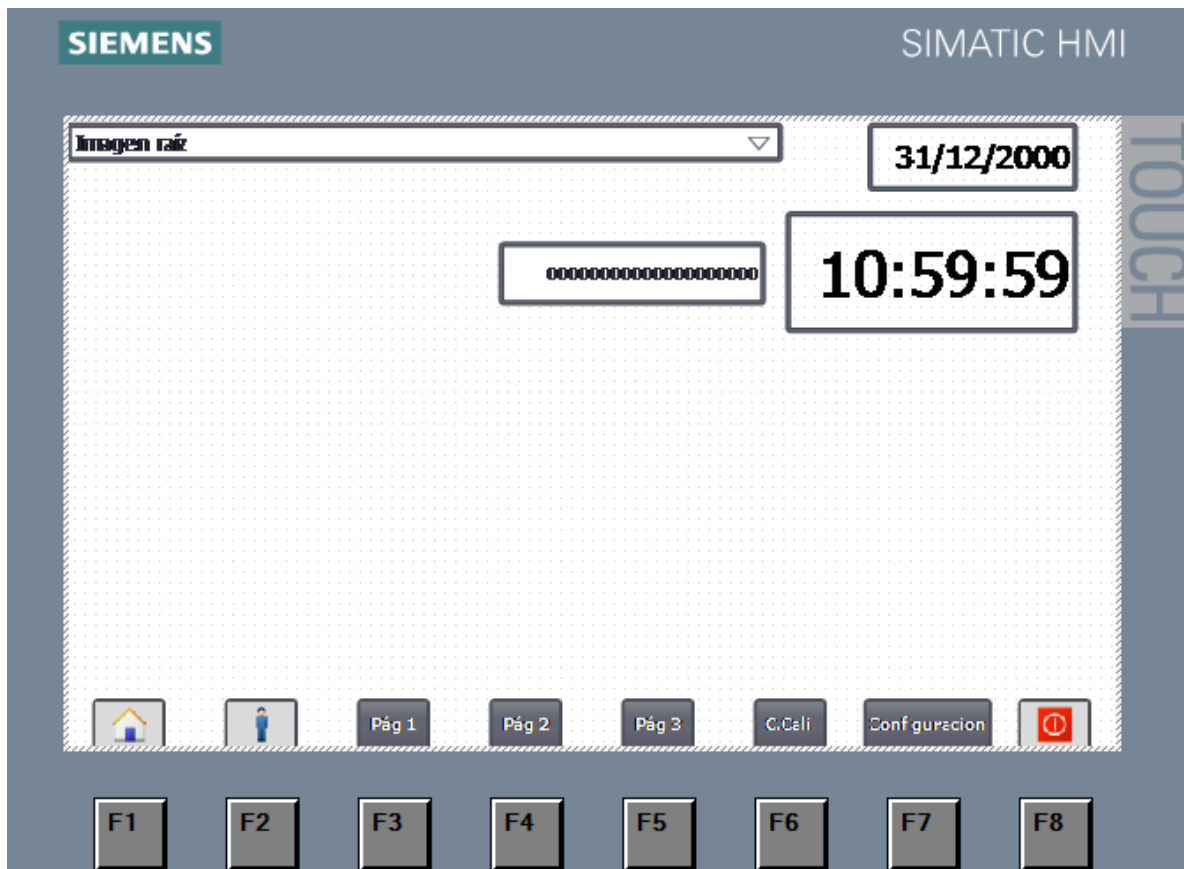 SIEMENS
SIMATIC HMI
TOUCH
Imagen raíz
31/12/2000
10:59:59
00000000000000000000
Pág 1
Pág 2
Pág 3
C.Cali
Configuracion
F1
F2
F3
F4
F5
F6
F7
F8